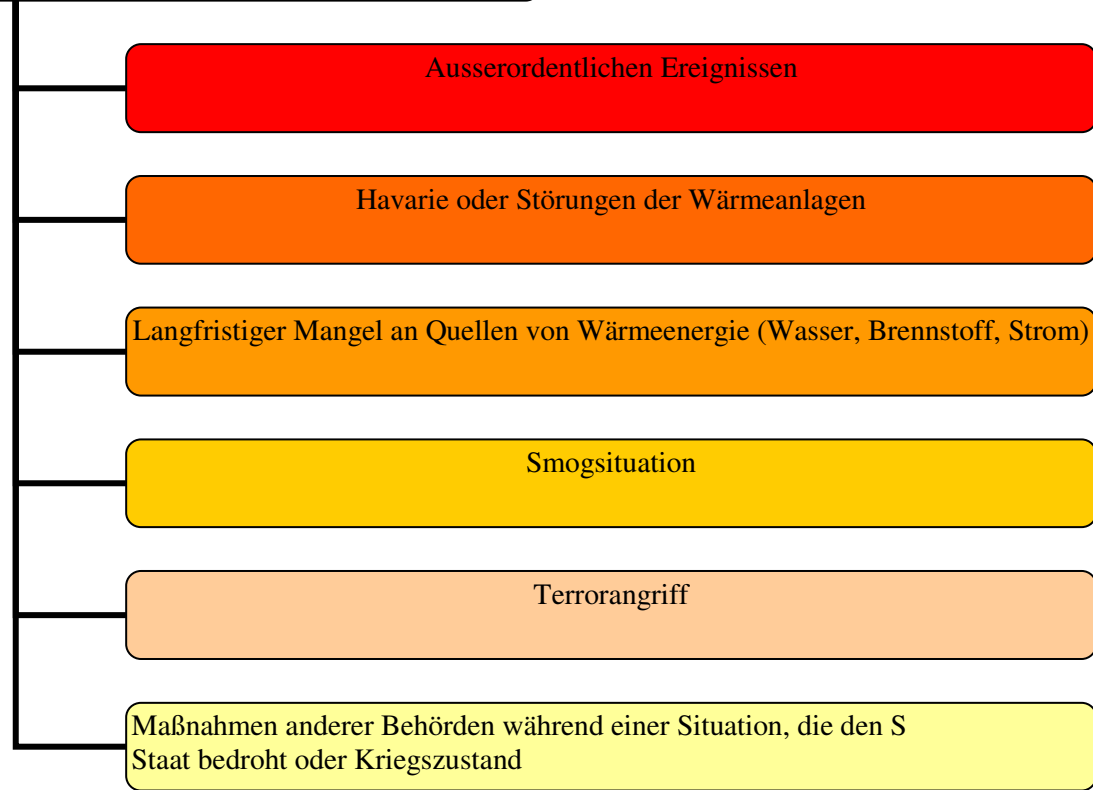 Ausserordentlichen Ereignissen
Havarie oder Störungen der Wärmeanlagen
Langfristiger Mangel an Quellen von Wärmeenergie (Wasser, Brennstoff, Strom)
Smogsituation
Terrorangriff
Maßnahmen anderer Behörden während einer Situation, die den S
Staat bedroht oder Kriegszustand